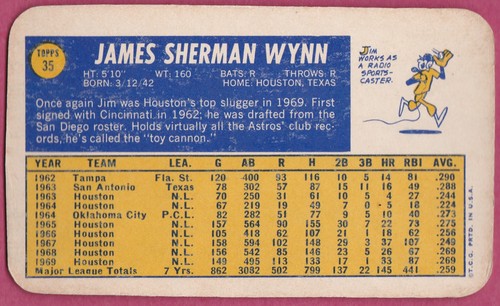 TOPPS
35
JAMES SHERMAN WYNN
HT: 5'10" WT: 160 BATS: R THROWS: R
BORN: 3/12/42 HOME: HOUSTON, TEXAS
JIM
WORKS AS
A RADIO
SPORTS-
CASTER.
Once again Jim was Houston's top slugger in 1969. First
signed with Cincinnati in 1962; he was drafted from the
San Diego roster. Holds virtually all the Astros' club rec-
ords, he's called the "toy cannon."
YEAR TEAM LEA. G AB R H 2B 3B HR RBI AVG.
1962 Tampa Fla. St. 120 400 93 116 10 5 14 81 .290
1963 San Antonio Texas 78 302 57 87 15 11 16 49 .288
1963 Houston N.L. 70 250 31 61 10 5 4 27 .244
1964 Houston N.L. 67 219 19 49 7 0 5 18 .224
1964 Oklahoma City P.C.L. 82 282 51 77 9 5 10 40 .273
1965 Houston N.L. 157 564 90 155 30 7 22 73 .275
1966 Houston N.L. 105 418 62 107 21 1 18 62 .256
1967 Houston N.L. 158 594 102 148 29 3 37 107 .249
1968 Houston N.L. 156 542 85 146 23 5 26 67 .269
1969 Houston N.L. 149 495 113 133 17 1 33 87 .269
Major League Totals 7 Yrs. 862 3082 502 799 137 22 145 441 .259
©T.C.G. PRTD. IN U.S.A.